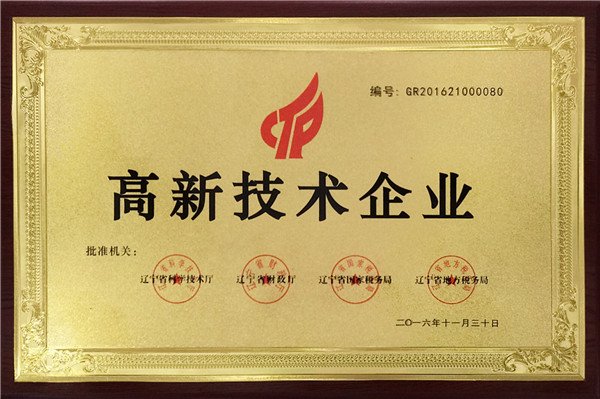 编号: GR201621000080
CTP
高新技术企业
批准机关：
辽宁省科学技术厅 辽宁省财政厅 辽宁省国家税务局 辽宁省地方税务局
二〇一六年十一月三十日